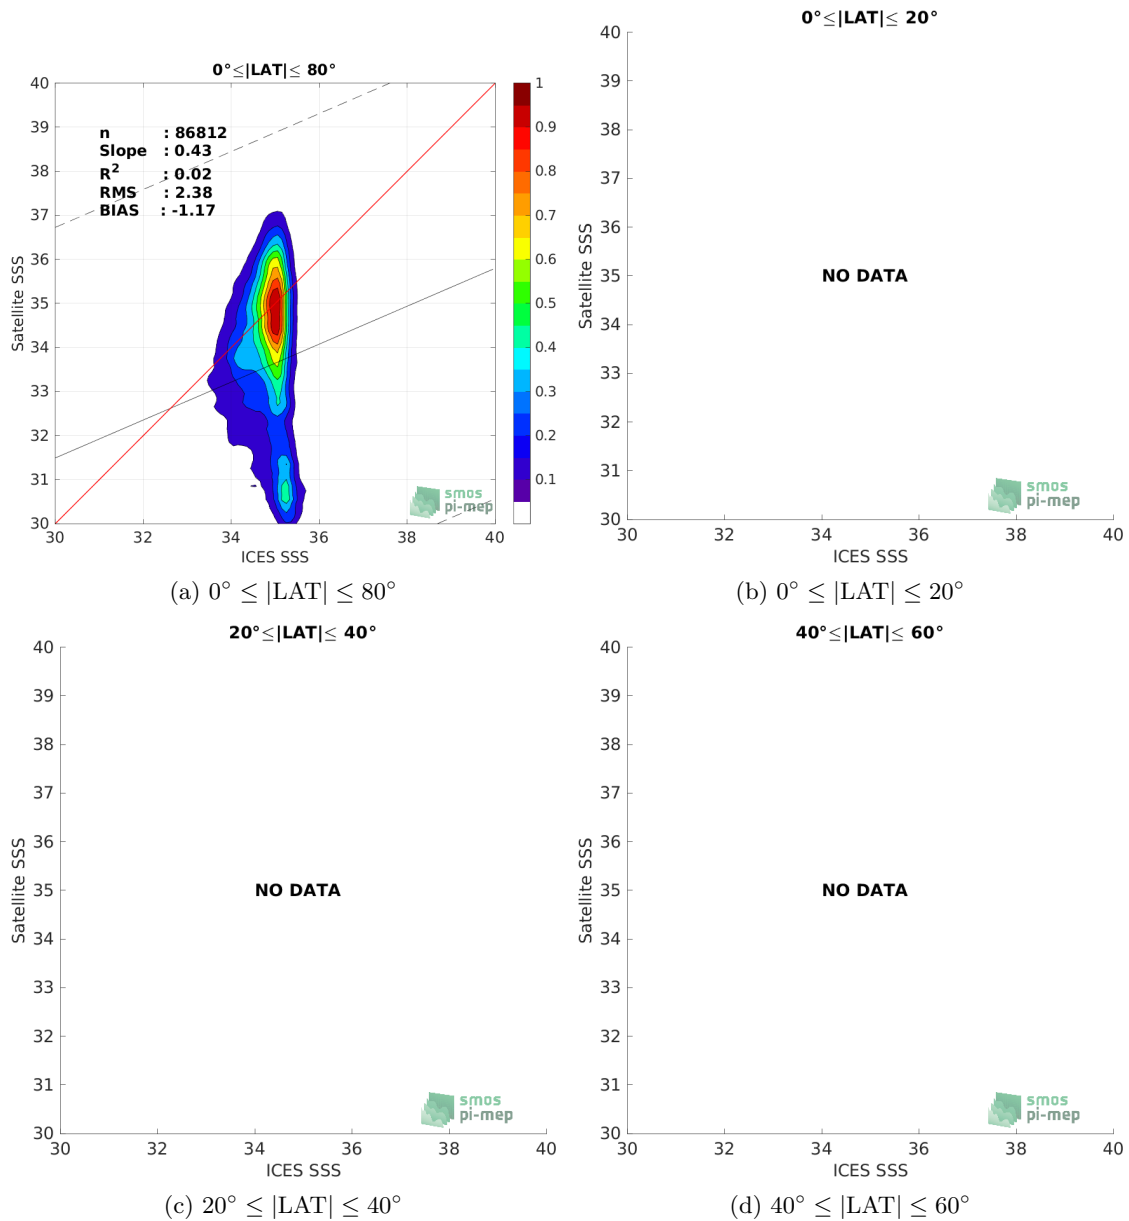 0°≤|LAT|≤ 80°
40
39
38
37
36
35
34
33
32
31
30
Satellite SSS
n : 86812
Slope : 0.43
R² : 0.02
RMS : 2.38
BIAS : -1.17
smos
pi-mep
30 32 34 36 38 40
ICES SSS
1
0.9
0.8
0.7
0.6
0.5
0.4
0.3
0.2
0.1
(a) 0° ≤ |LAT| ≤ 80°
0°≤|LAT|≤ 20°
40
39
38
37
36
35
34
33
32
31
30
Satellite SSS
NO DATA
smos
pi-mep
30 32 34 36 38 40
ICES SSS
(b) 0° ≤ |LAT| ≤ 20°
20°≤|LAT|≤ 40°
40
39
38
37
36
35
34
33
32
31
30
Satellite SSS
NO DATA
smos
pi-mep
30 32 34 36 38 40
ICES SSS
(c) 20° ≤ |LAT| ≤ 40°
40°≤|LAT|≤ 60°
40
39
38
37
36
35
34
33
32
31
30
Satellite SSS
NO DATA
smos
pi-mep
30 32 34 36 38 40
ICES SSS
(d) 40° ≤ |LAT| ≤ 60°